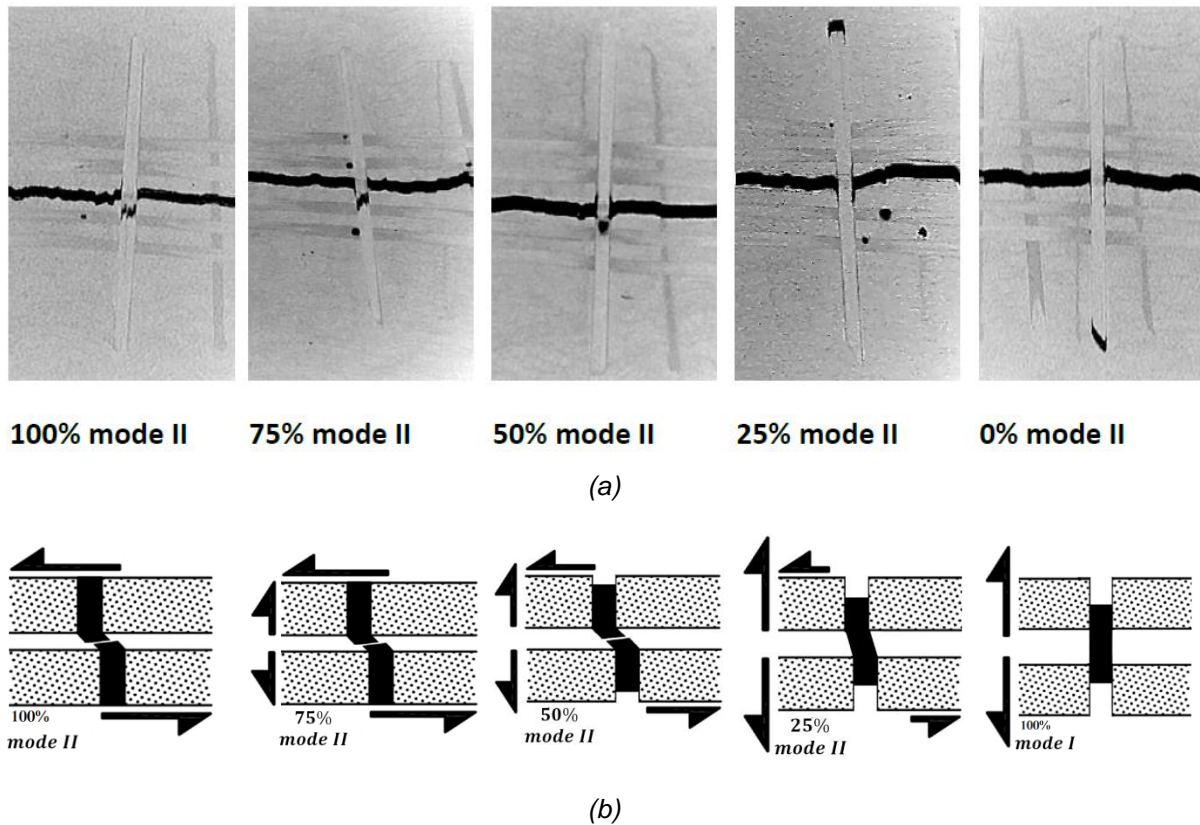 100% mode II 75% mode II 50% mode II 25% mode II 0% mode II
(a)
100% mode II
75% mode II
50% mode II
25% mode II
100% mode I
(b)